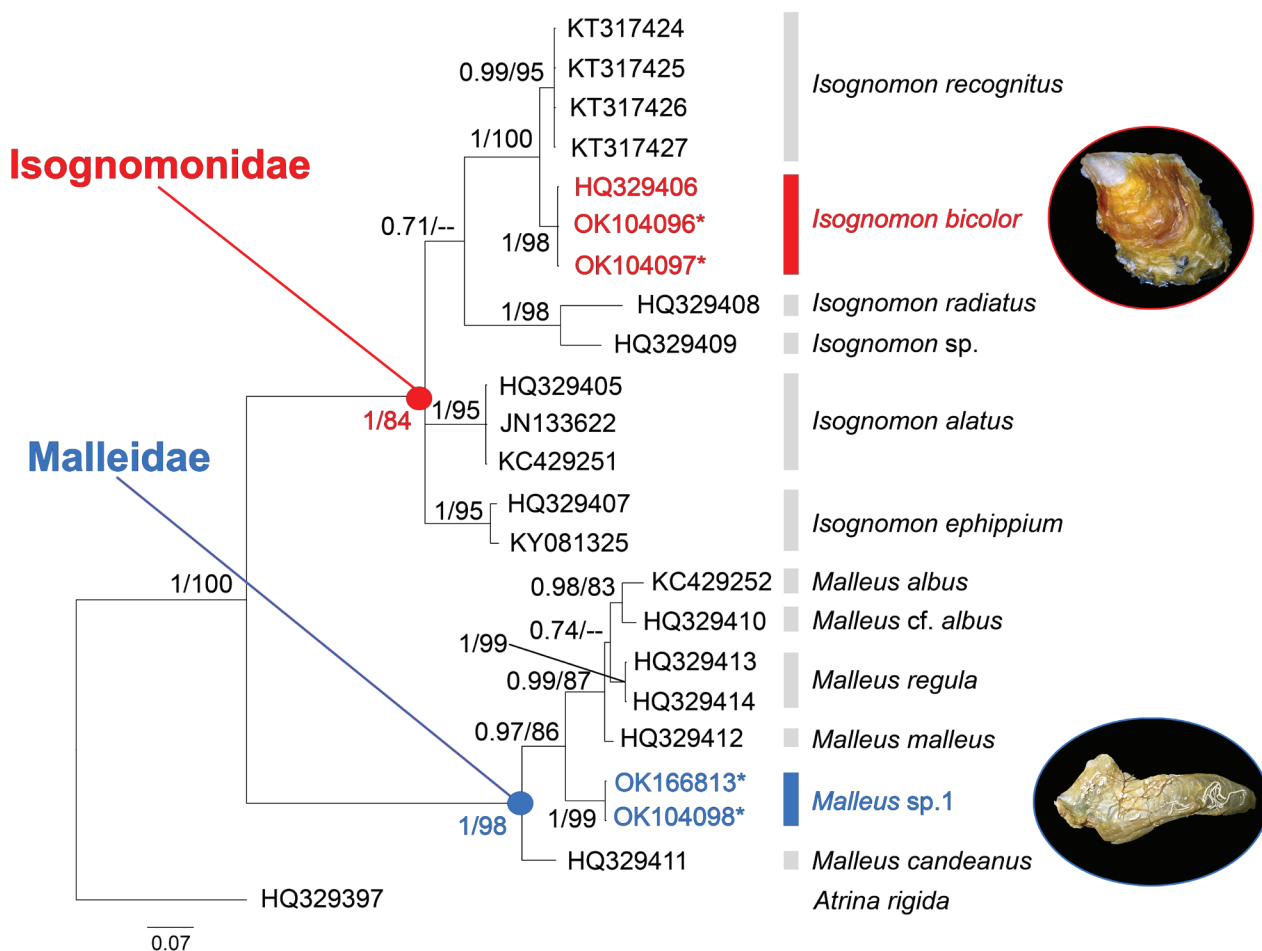 KT317424
0.99/95
KT317425
KT317426
KT317427
Isognomon recognitus
1/100
Isognomonidae
HQ329406
OK104096*
OK104097*
Isognomon bicolor
0.71/--
1/98
HQ329408
Isognomon radiatus
1/98
HQ329409
Isognomon sp.
HQ329405
JN133622
KC429251
Isognomon alatus
1/84
1/95
Malleidae
HQ329407
KY081325
1/95
Isognomon ephippium
1/100
KC429252
Malleus albus
0.98/83
HQ329410
Malleus cf. albus
0.74/--
1/99
HQ329413
HQ329414
Malleus regula
0.99/87
HQ329412
Malleus malleus
0.97/86
OK166813*
OK104098*
Malleus sp.1
1/99
1/98
HQ329411
Malleus candeanus
HQ329397
Atrina rigida
0.07